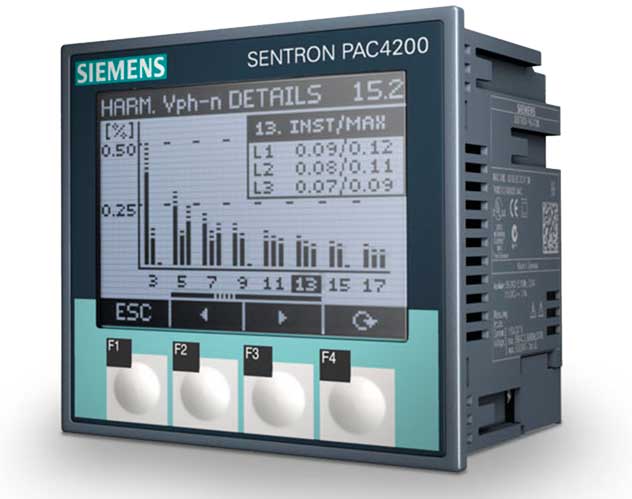 SENTRON PAC4200
SIEMENS
HARM. Vph-n DETAILS 15.2
[%]
13. INST/MAX
0.50
L1 0.09/0.12
L2 0.08/0.11
L3 0.07/0.09
0.25
3 5 7 9 11 13 15 17
ESC
F1 F2 F3 F4
SIEMENS
CE